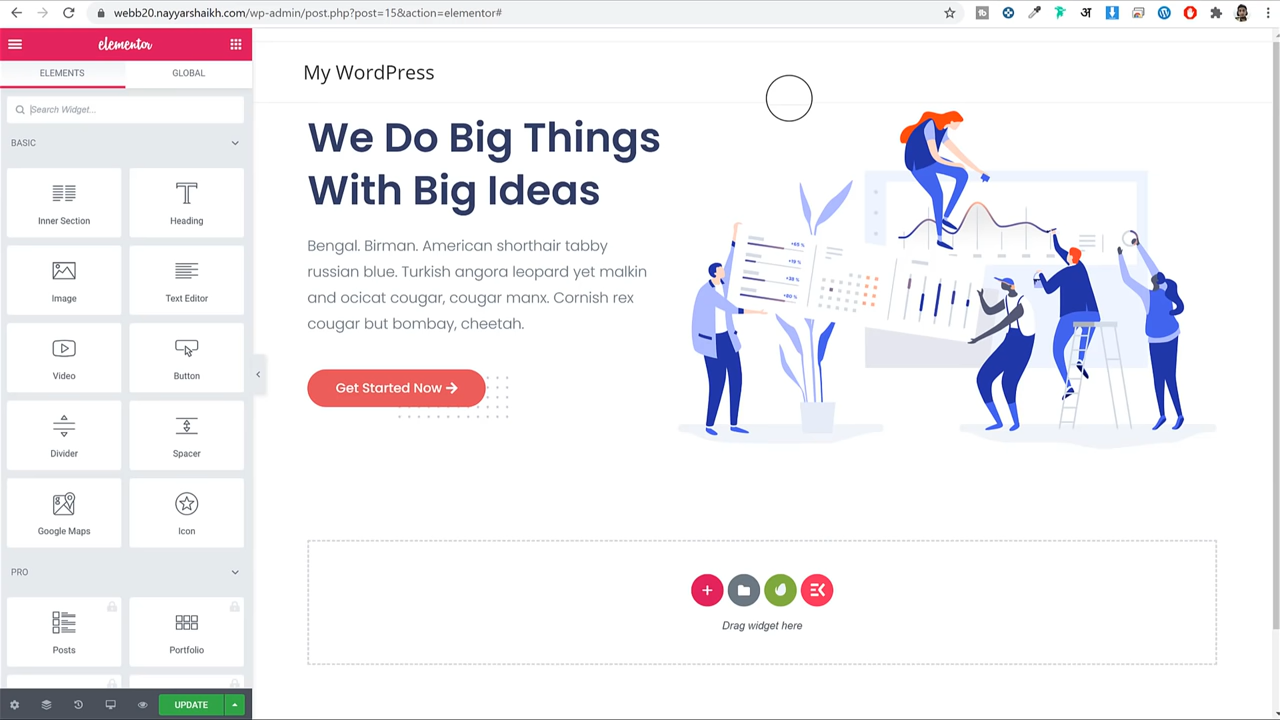 webb20.nayyarshaikh.com/wp-admin/post.php?post=15&action=elementor#
अ
elementor
ELEMENTS
GLOBAL
Search Widget...
BASIC
Inner Section
Heading
Image
Text Editor
Video
Button
Divider
Spacer
Google Maps
Icon
PRO
Posts
Portfolio
UPDATE
My WordPress
We Do Big Things
With Big Ideas
Bengal. Birman. American shorthair tabby
russian blue. Turkish angora leopard yet malkin
and ocicat cougar, cougar manx. Cornish rex
cougar but bombay, cheetah.
Get Started Now
Drag widget here